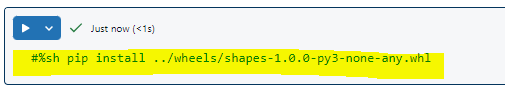 Just now (<1s)
#%sh pip install ../wheels/shapes-1.0.0-py3-none-any.whl